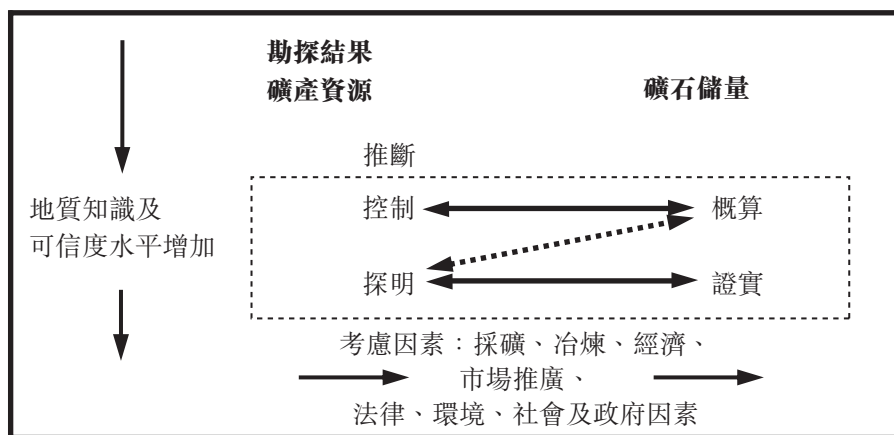 勘探結果
礦產資源
礦石儲量
推斷
地質知識及
可信度水平增加
控制
概算
探明
證實
考慮因素：採礦、冶煉、經濟、
市場推廣、
法律、環境、社會及政府因素